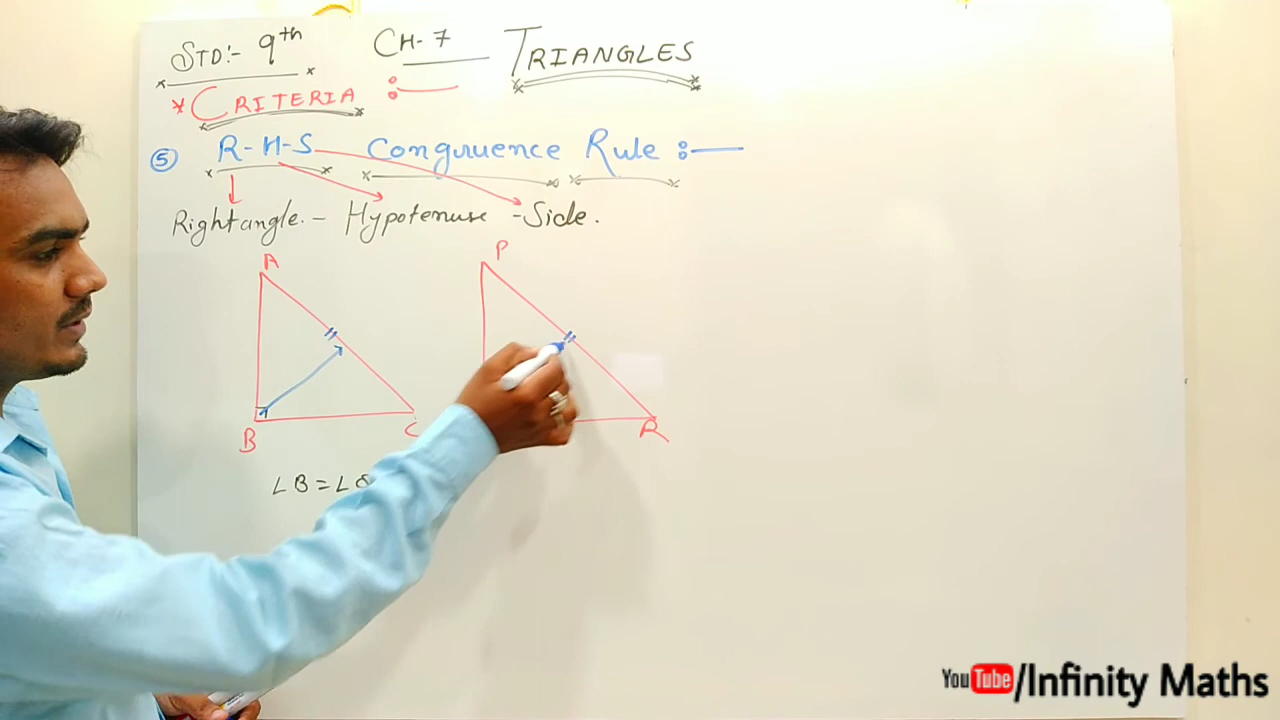 STD:- 9th CH-7 TRIANGLES
* CRITERIA :-
⑤ R-H-S Congruence Rule :-
Rightangle. - Hypotenuse - Side.
A
P
B
C
R
∠B = ∠
YouTube/Infinity Maths